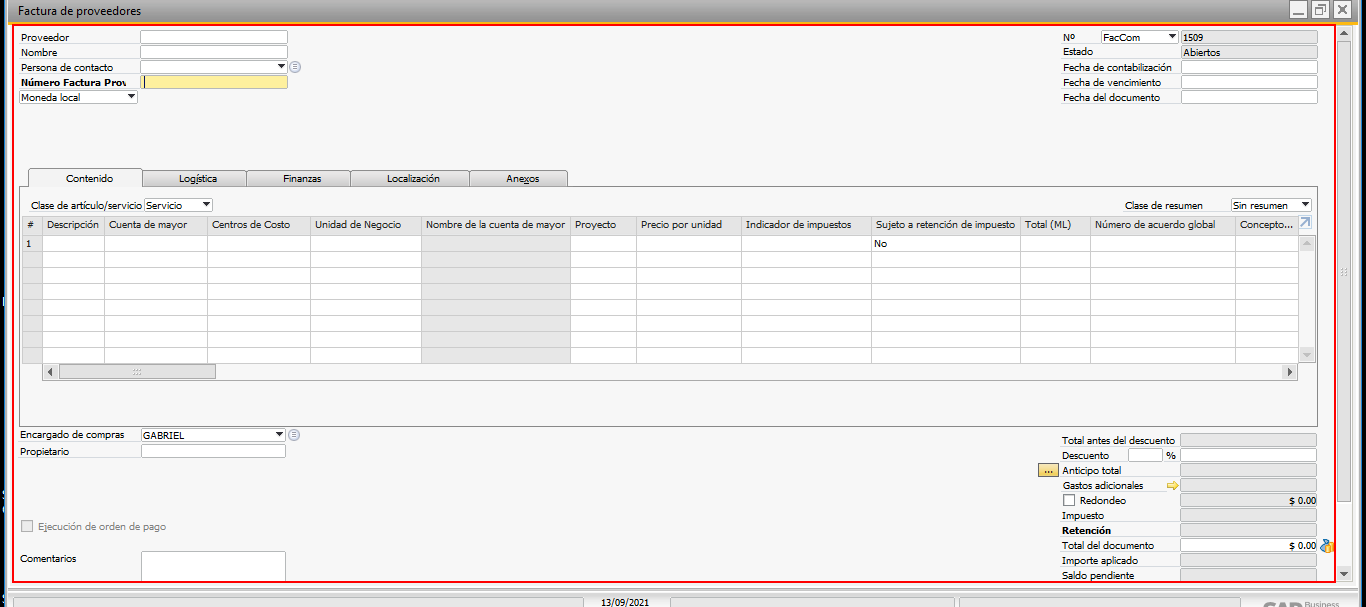 Factura de proveedores
Proveedor
Nombre
Persona de contacto
Número Factura Prov
Moneda local
Nº FacCom 1509
Estado Abiertos
Fecha de contabilización
Fecha de vencimiento
Fecha del documento
Contenido Logística Finanzas Localización Anexos
Clase de artículo/servicio Servicio Clase de resumen Sin resumen
# Descripción Cuenta de mayor Centros de Costo Unidad de Negocio Nombre de la cuenta de mayor Proyecto Precio por unidad Indicador de impuestos Sujeto a retención de impuesto Total (ML) Número de acuerdo global Concepto...
1 No
Encargado de compras GABRIEL
Propietario
Ejecución de orden de pago
Comentarios
Total antes del descuento
Descuento %
... Anticipo total
Gastos adicionales
Redondeo $ 0.00
Impuesto
Retención
Total del documento $ 0.00
Importe aplicado
Saldo pendiente
13/09/2021
SAP Business